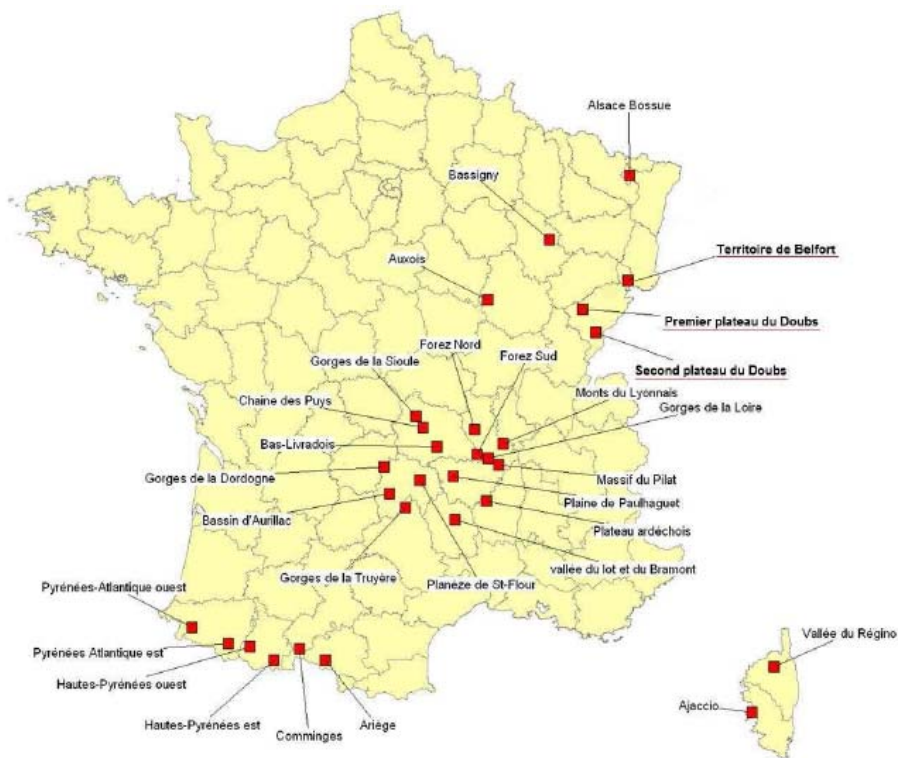 Alsace Bossue
Bassigny
Territoire de Belfort
Auxois
Premier plateau du Doubs
Forez Nord
Forez Sud
Gorges de la Sioule
Second plateau du Doubs
Monts du Lyonnais
Chaine des Puys
Gorges de la Loire
Bas-Livradois
Gorges de la Dordogne
Massif du Pilat
Plaine de Paulhaguet
Bassin d'Aurillac
Plateau ardéchois
vallée du lot et du Bramont
Gorges de la Truyère
Planèze de St-Flour
Pyrénées-Atlantique ouest
Pyrénées Atlantique est
Hautes-Pyrénées ouest
Hautes-Pyrénées est
Comminges
Ariège
Vallée du Régino
Ajaccio